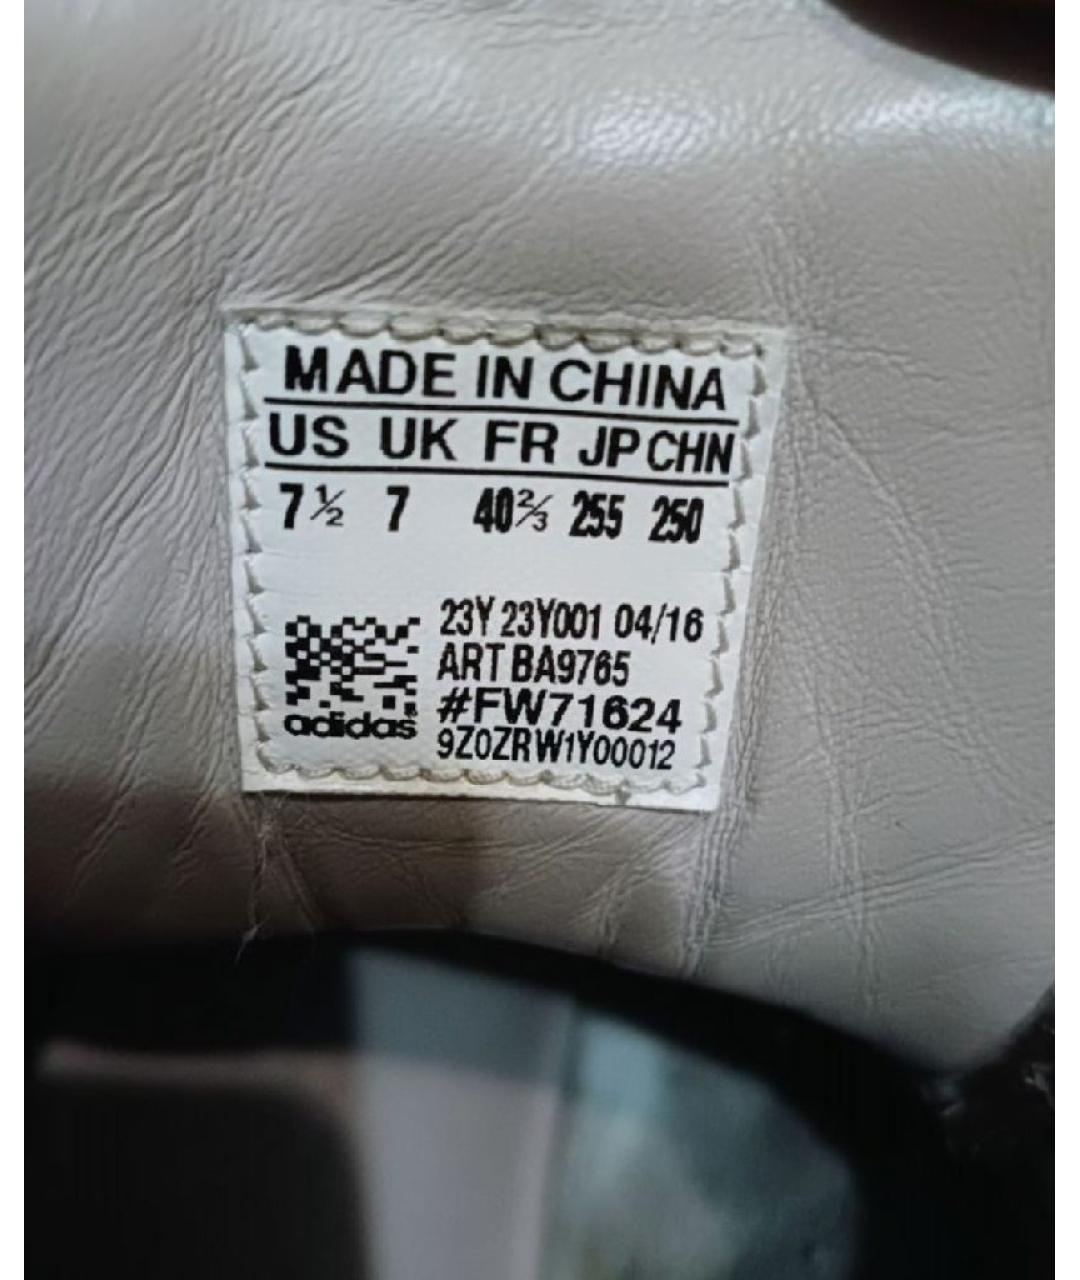 MADE IN CHINA
US UK FR JP CHN
7½ 7 40⅔ 255 250
23Y 23Y001 04/16
ART BA9765
#FW71624
adidas®
9Z0ZRW1Y00012